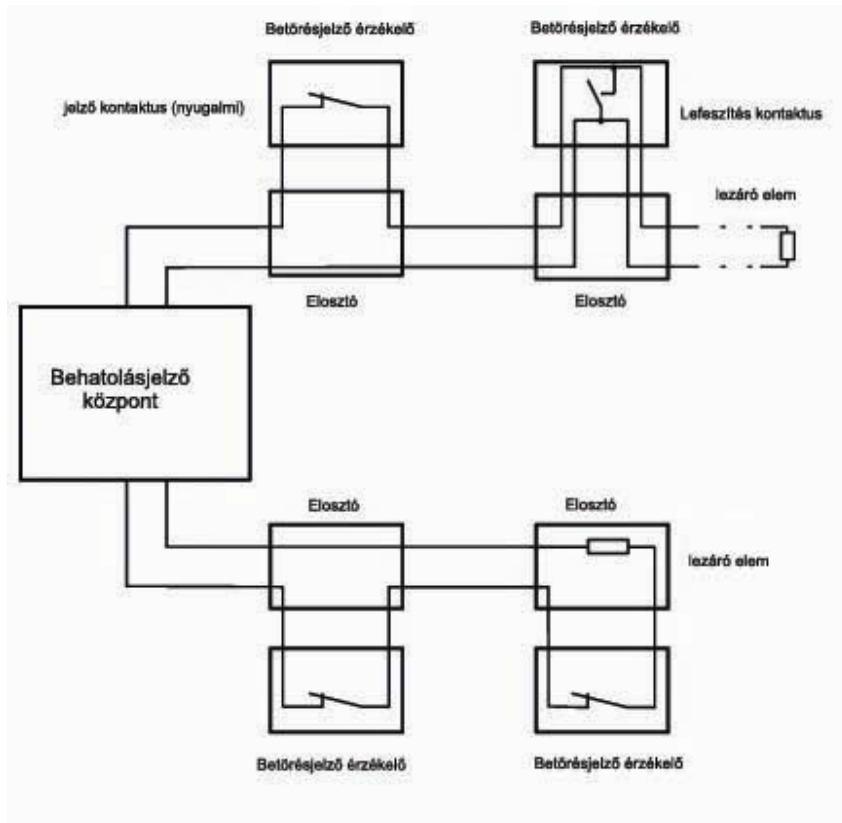 Betörésjelző érzékelő
Betörésjelző érzékelő
jelző kontaktus (nyugalmi)
Lefeszítés kontaktus
lezáró elem
Elosztó
Elosztó
Behatolásjelző
központ
Elosztó
Elosztó
lezáró elem
Betörésjelző érzékelő
Betörésjelző érzékelő